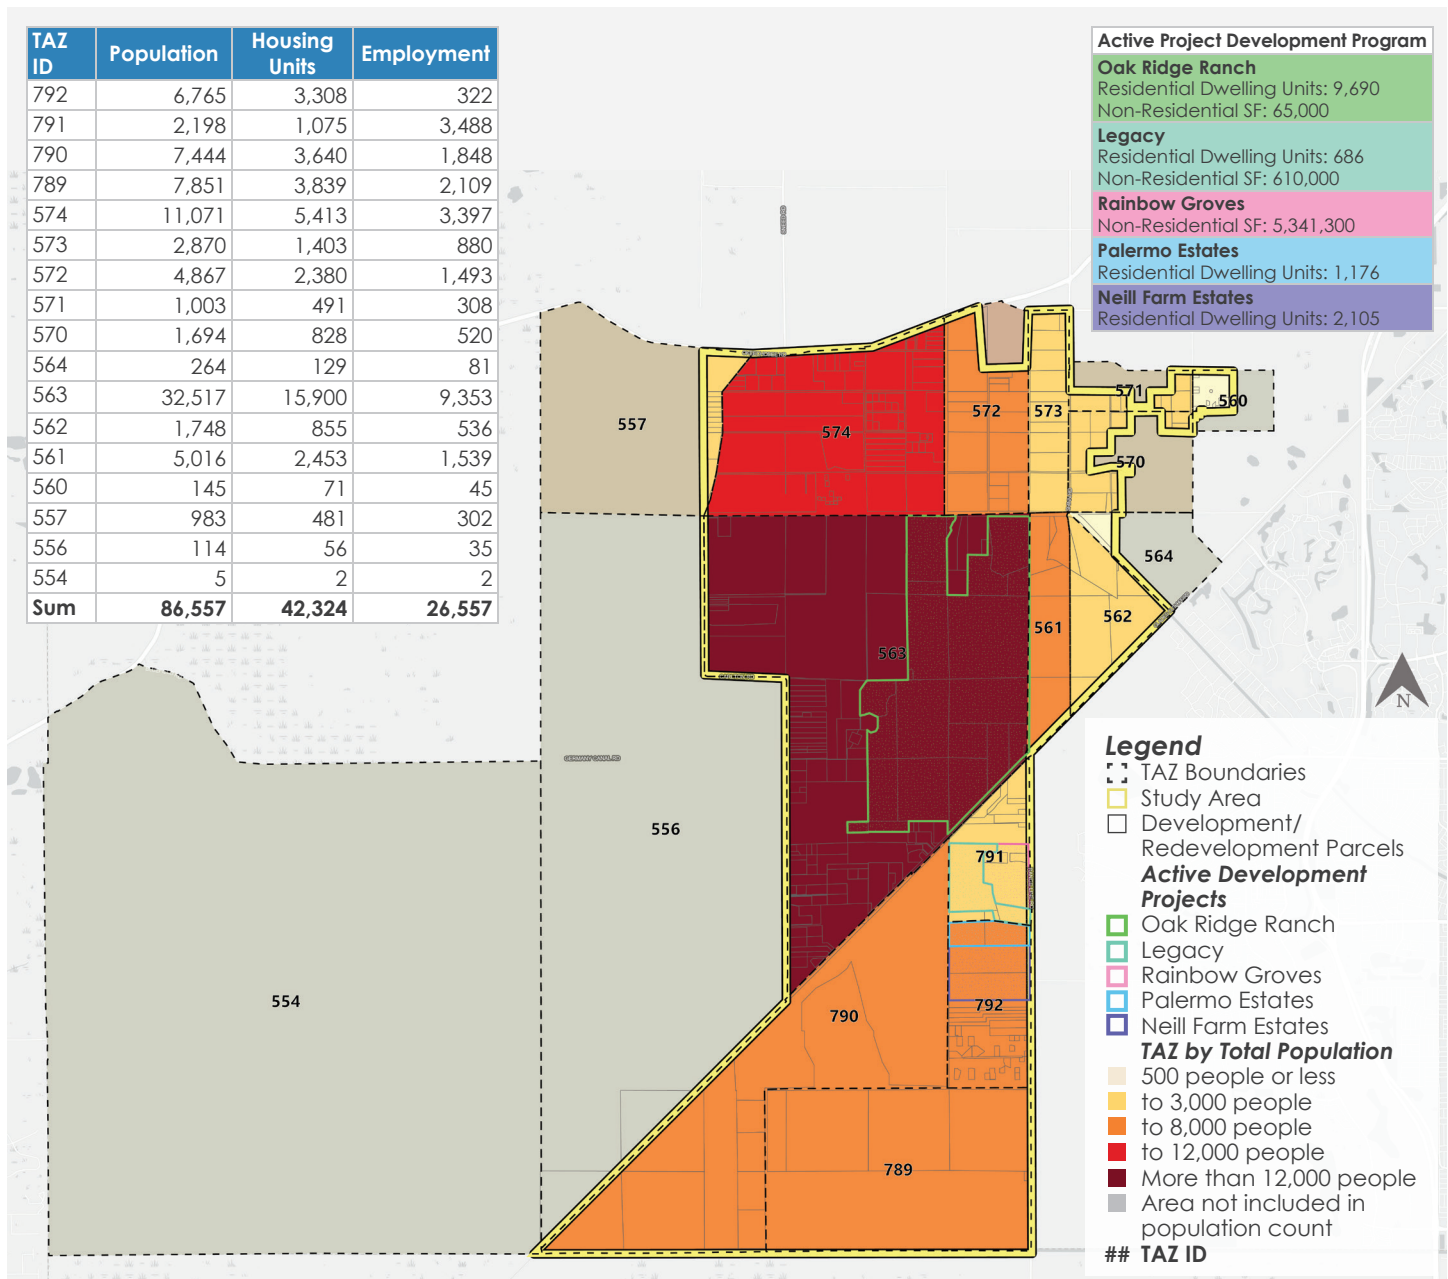 TAZ ID Population Housing Units Employment
792 6,765 3,308 322
791 2,198 1,075 3,488
790 7,444 3,640 1,848
789 7,851 3,839 2,109
574 11,071 5,413 3,397
573 2,870 1,403 880
572 4,867 2,380 1,493
571 1,003 491 308
570 1,694 828 520
564 264 129 81
563 32,517 15,900 9,353
562 1,748 855 536
561 5,016 2,453 1,539
560 145 71 45
557 983 481 302
556 114 56 35
554 5 2 2
Sum 86,557 42,324 26,557
Active Project Development Program
Oak Ridge Ranch
Residential Dwelling Units: 9,690
Non-Residential SF: 65,000
Legacy
Residential Dwelling Units: 686
Non-Residential SF: 610,000
Rainbow Groves
Non-Residential SF: 5,341,300
Palermo Estates
Residential Dwelling Units: 1,176
Neill Farm Estates
Residential Dwelling Units: 2,105
571
560
572
573
557
574
570
564
562
561
563
GERMANY CANAL RD
556
791
554
792
790
789
N
Legend
TAZ Boundaries
Study Area
Development/
Redevelopment Parcels
Active Development
Projects
Oak Ridge Ranch
Legacy
Rainbow Groves
Palermo Estates
Neill Farm Estates
TAZ by Total Population
500 people or less
to 3,000 people
to 8,000 people
to 12,000 people
More than 12,000 people
Area not included in
population count
## TAZ ID